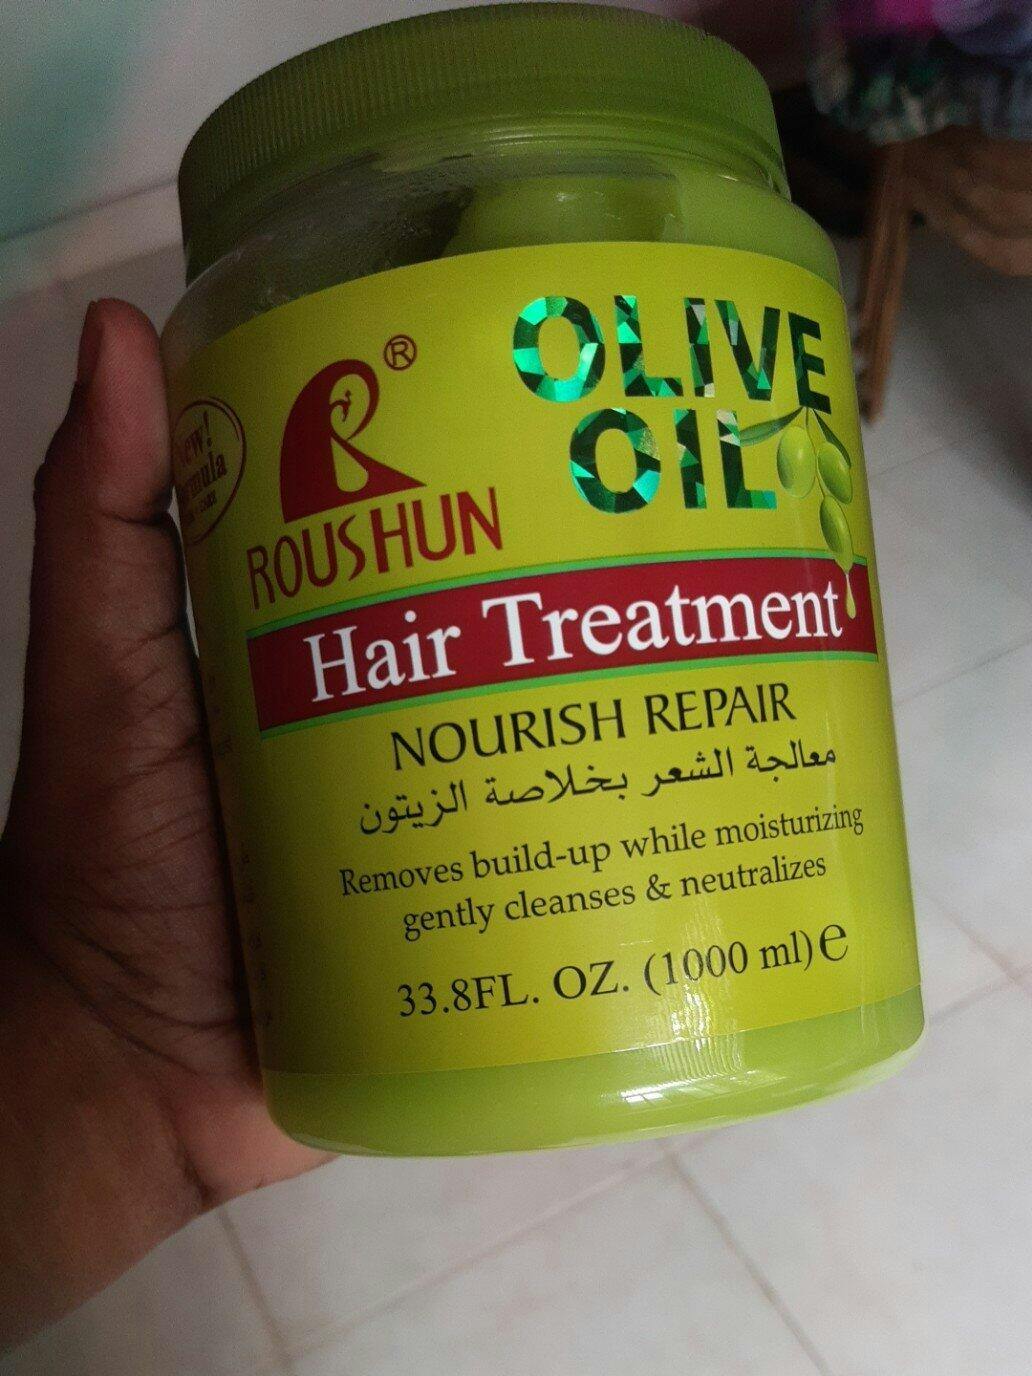 OLIVE
OIL
®
ROUSHUN
New!
Hair Treatment
NOURISH REPAIR
معالجة الشعر بخلاصة الزيتون
Removes build-up while moisturizing
gently cleanses & neutralizes
33.8FL. OZ. (1000 ml) e